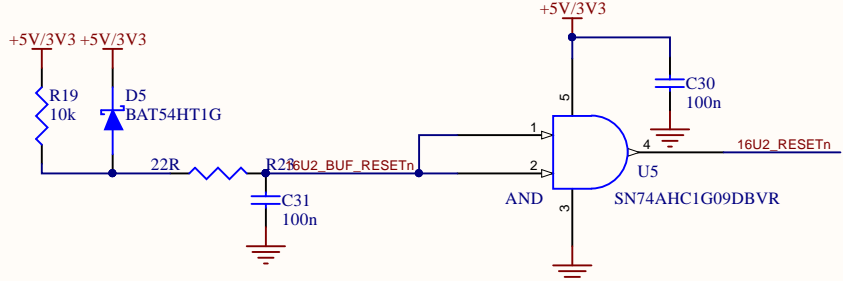 +5V/3V3
+5V/3V3 +5V/3V3
R19
10k
D5
BAT54HT1G
C30
100n
5
1
2
4
16U2_RESETn
22R
R23
16U2_BUF_RESETn
C31
100n
U5
AND
3
SN74AHC1G09DBVR